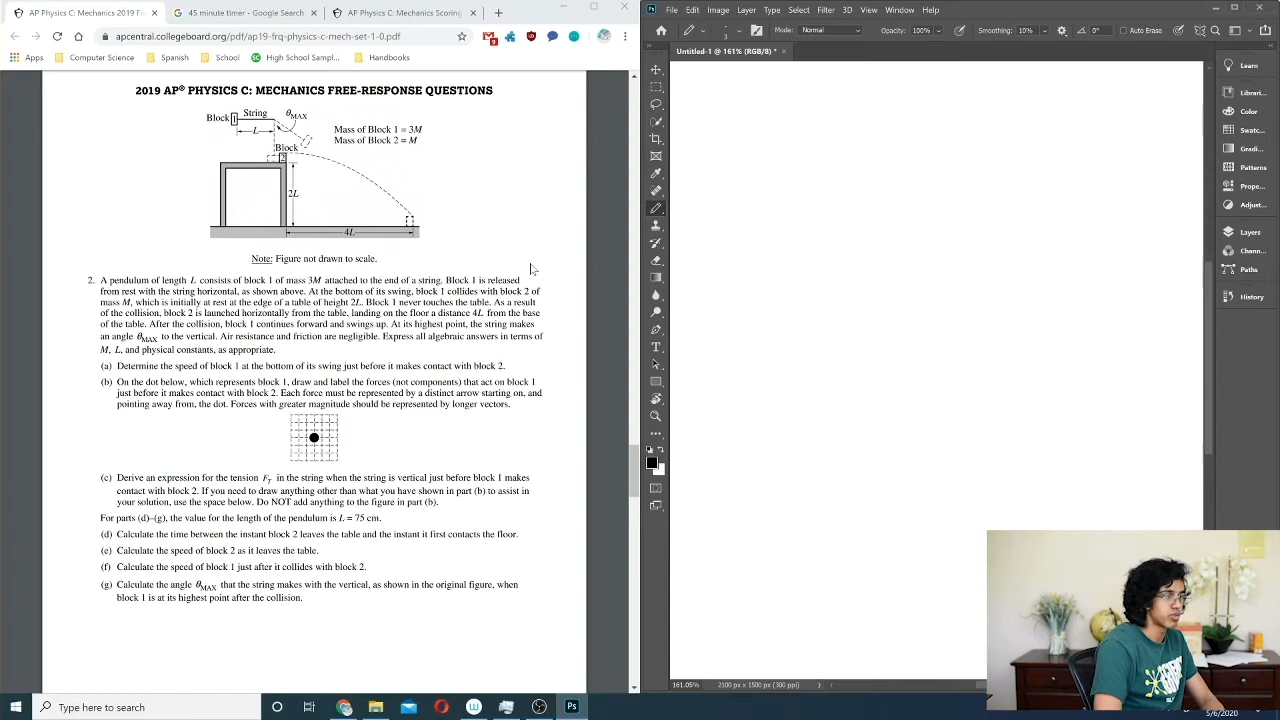 AP Physics C: Mechanics 2019 Fr
45 minute timer - Google Search
AP Physics C: Mechanics Scoring
apcentral.collegeboard.org/pdf/ap19-frq-physics-c-mech-set-1-0.pdf
Apps
Computer Science
Spanish
School
High School Sampl...
Handbooks
2019 AP® PHYSICS C: MECHANICS FREE-RESPONSE QUESTIONS
Block 1
String
θMAX
L
Mass of Block 1 = 3M
Mass of Block 2 = M
Block
2
2L
4L
Note: Figure not drawn to scale.
2. A pendulum of length L consists of block 1 of mass 3M attached to the end of a string. Block 1 is released
from rest with the string horizontal, as shown above. At the bottom of its swing, block 1 collides with block 2 of
mass M, which is initially at rest at the edge of a table of height 2L. Block 1 never touches the table. As a result
of the collision, block 2 is launched horizontally from the table, landing on the floor a distance 4L from the base
of the table. After the collision, block 1 continues forward and swings up. At its highest point, the string makes
an angle θMAX to the vertical. Air resistance and friction are negligible. Express all algebraic answers in terms of
M, L, and physical constants, as appropriate.
(a) Determine the speed of block 1 at the bottom of its swing just before it makes contact with block 2.
(b) On the dot below, which represents block 1, draw and label the forces (not components) that act on block 1
just before it makes contact with block 2. Each force must be represented by a distinct arrow starting on, and
pointing away from, the dot. Forces with greater magnitude should be represented by longer vectors.
(c) Derive an expression for the tension FT in the string when the string is vertical just before block 1 makes
contact with block 2. If you need to draw anything other than what you have shown in part (b) to assist in
your solution, use the space below. Do NOT add anything to the figure in part (b).
For parts (d)–(g), the value for the length of the pendulum is L = 75 cm.
(d) Calculate the time between the instant block 2 leaves the table and the instant it first contacts the floor.
(e) Calculate the speed of block 2 as it leaves the table.
(f) Calculate the speed of block 1 just after it collides with block 2.
(g) Calculate the angle θMAX that the string makes with the vertical, as shown in the original figure, when
block 1 is at its highest point after the collision.
Type here to search
Ps File Edit Image Layer Type Select Filter 3D View Window Help
3
Mode: Normal
Opacity: 100%
Smoothing: 10%
0°
Auto Erase
Untitled-1 @ 161% (RGB/8) *
Learn
Librari...
Color
Swatc...
Gradi...
Patterns
Prope...
Adjust...
Layers
Chann...
Paths
History
161.05%
2100 px x 1500 px (300 ppi)
5/6/2020